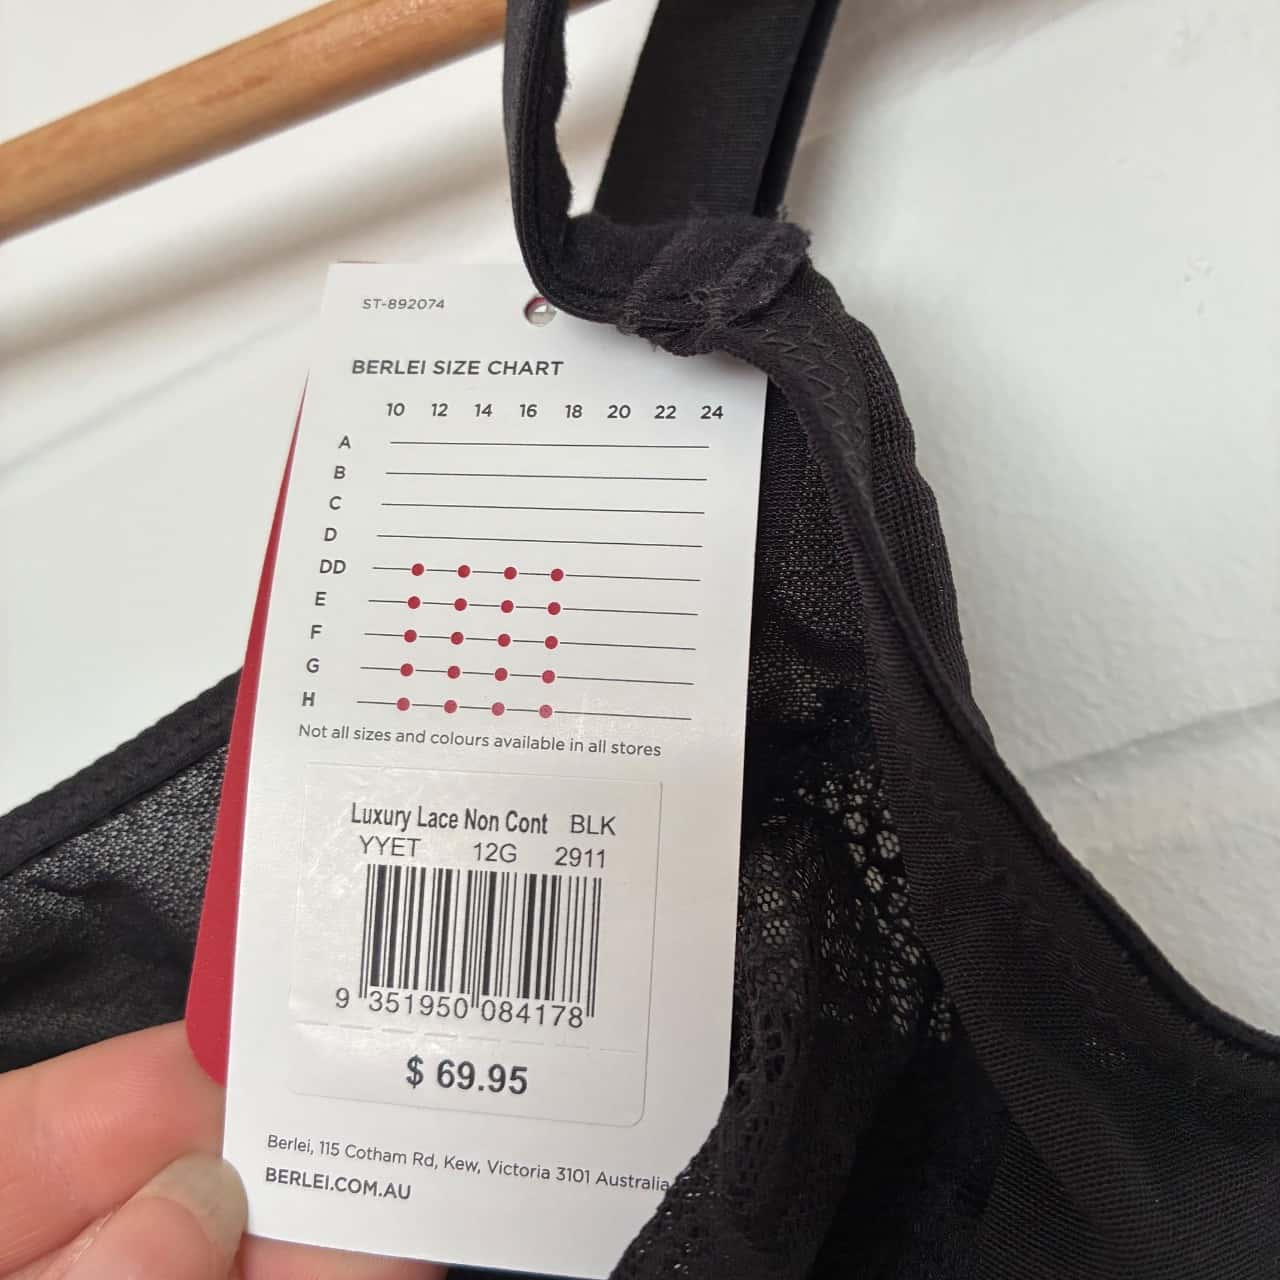 ST-892074
BERLEI SIZE CHART
10 12 14 16 18 20 22 24
A
B
C
D
DD
E
F
G
H
Not all sizes and colours available in all stores
Luxury Lace Non Cont BLK
YYET 12G 2911
9 351950 084178
$ 69.95
Berlei, 115 Cotham Rd, Kew, Victoria 3101 Australia
BERLEI.COM.AU